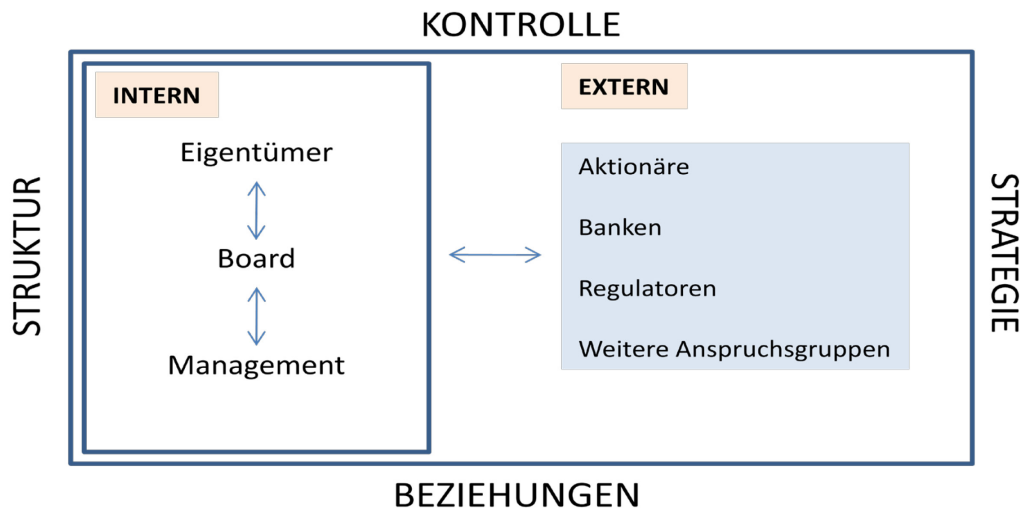 KONTROLLE
INTERN
EXTERN
Eigentümer
Board
Management
Aktionäre
Banken
Regulatoren
Weitere Anspruchsgruppen
STRUKTUR
STRATEGIE
BEZIEHUNGEN